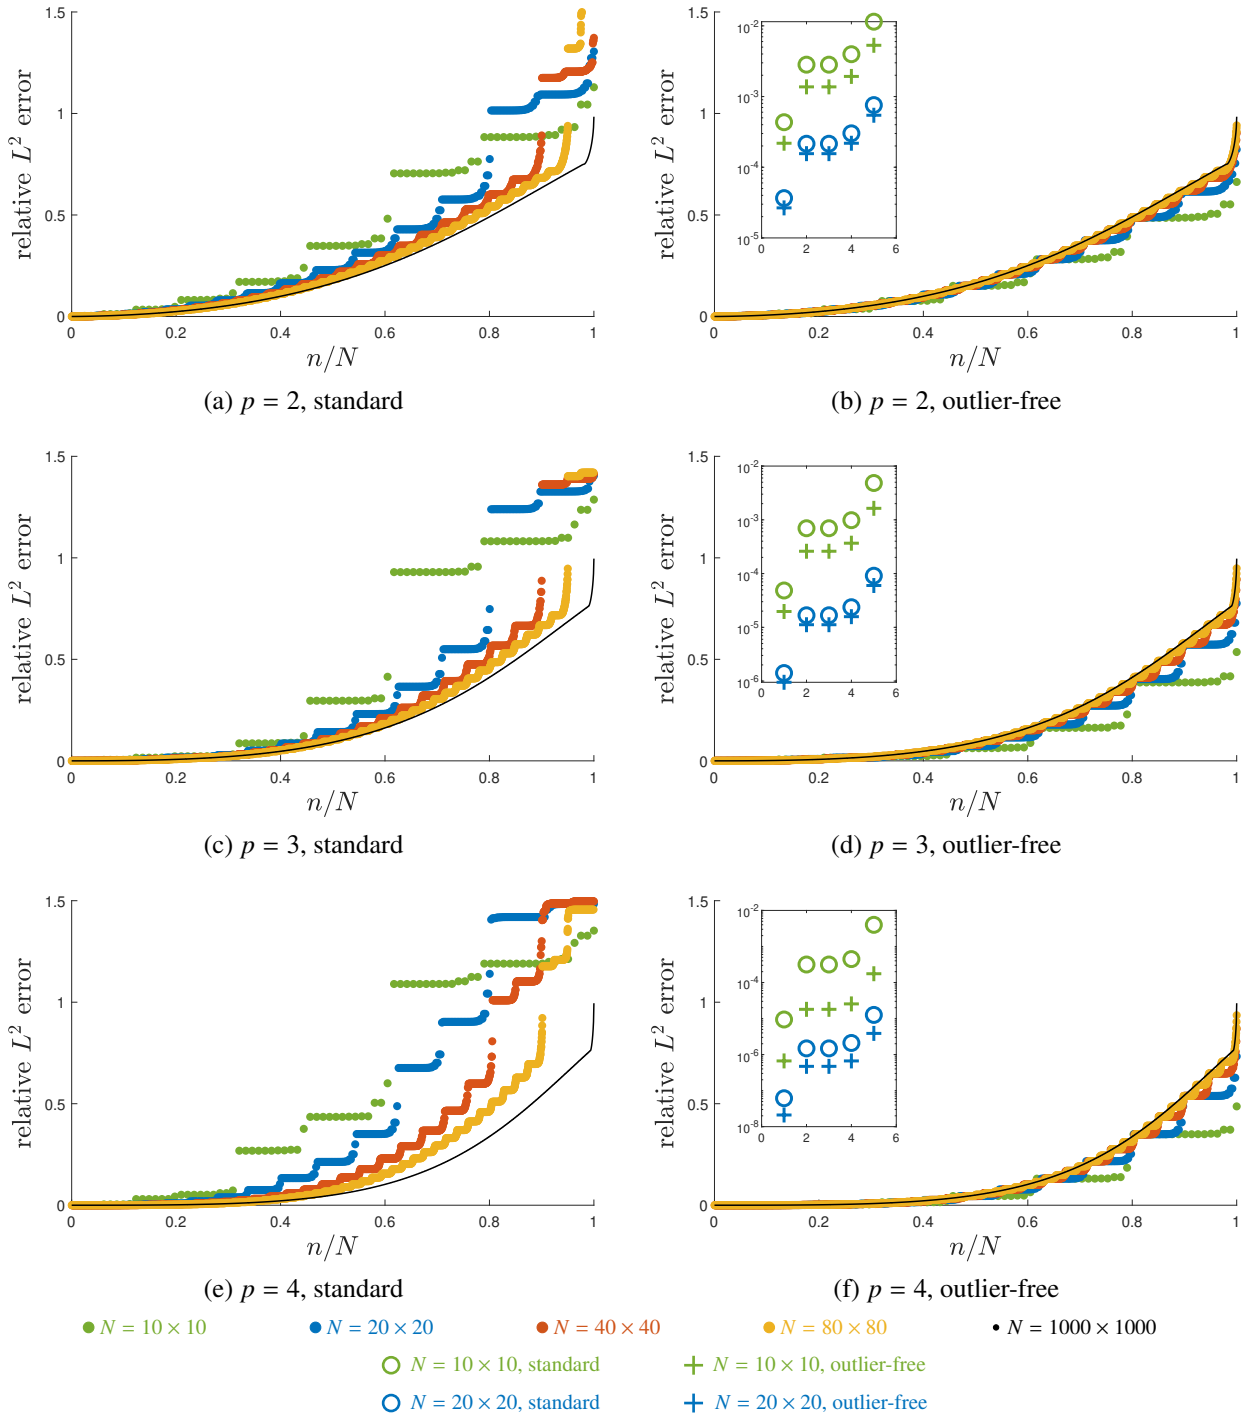 1.5
1
0.5
0
relative L² error
0.2 0.4 0.6 0.8 1
0
n/N
(a) p = 2, standard
1.5
1
0.5
0
relative L² error
10⁻²
10⁻³
10⁻⁴
10⁻⁵
0 2 4 6
0 0.2 0.4 0.6 0.8 1
n/N
(b) p = 2, outlier-free
1.5
1
0.5
0
relative L² error
0 0.2 0.4 0.6 0.8 1
n/N
(c) p = 3, standard
1.5
1
0.5
0
relative L² error
10⁻²
10⁻³
10⁻⁴
10⁻⁵
10⁻⁶
0 2 4 6
0 0.2 0.4 0.6 0.8 1
n/N
(d) p = 3, outlier-free
1.5
1
0.5
0
relative L² error
0 0.2 0.4 0.6 0.8 1
n/N
(e) p = 4, standard
1.5
1
0.5
0
relative L² error
10⁻²
10⁻⁴
10⁻⁶
10⁻⁸
0 2 4 6
0 0.2 0.4 0.6 0.8 1
n/N
(f) p = 4, outlier-free
N = 10 × 10 N = 20 × 20 N = 40 × 40 N = 80 × 80 N = 1000 × 1000
N = 10 × 10, standard N = 10 × 10, outlier-free
N = 20 × 20, standard N = 20 × 20, outlier-free